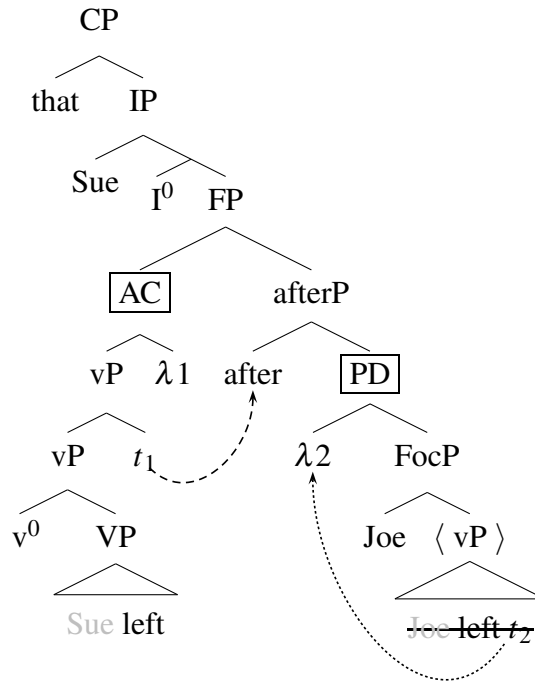 CP
that IP
Sue I⁰ FP
AC afterP
vP λ1 after PD
vP t₁ λ2 FocP
v⁰ VP Joe ⟨ vP ⟩
Sue left Joe left t₂